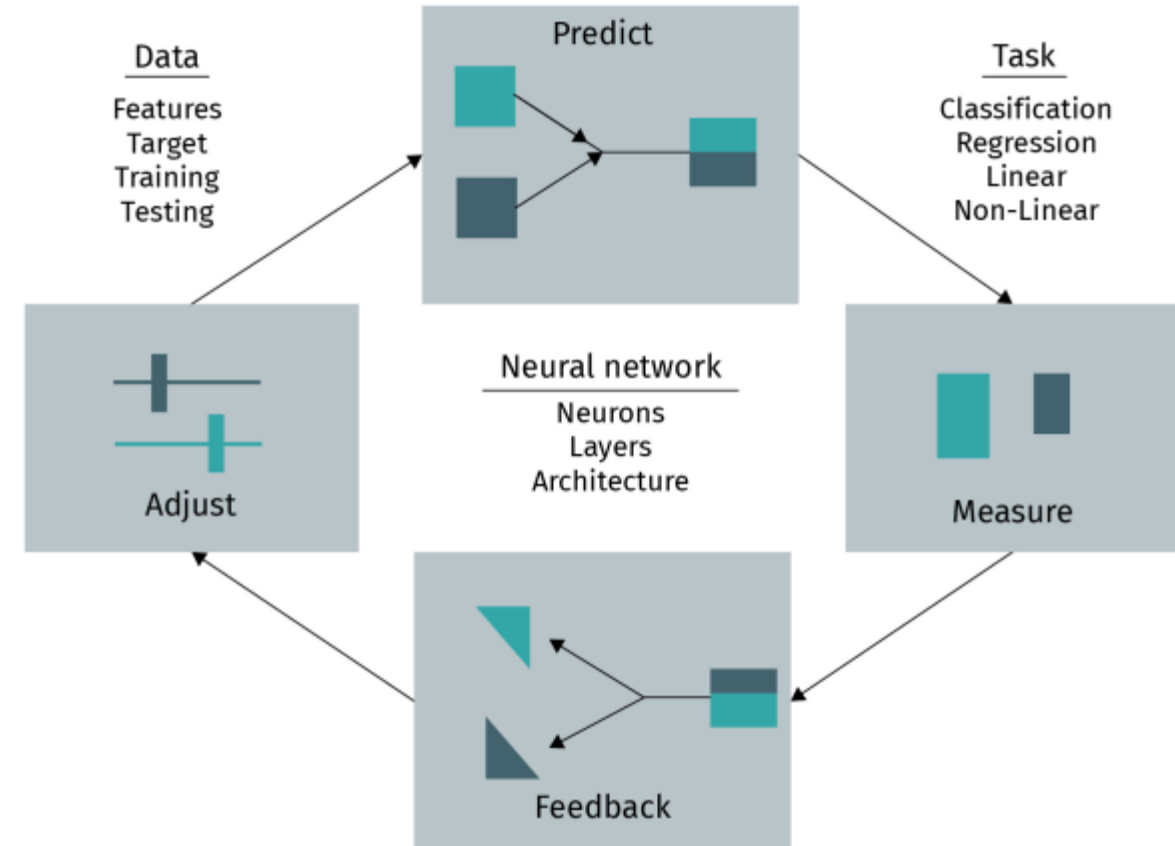 Predict
Data
Features
Target
Training
Testing
Task
Classification
Regression
Linear
Non-Linear
Neural network
Neurons
Layers
Architecture
Adjust
Measure
Feedback